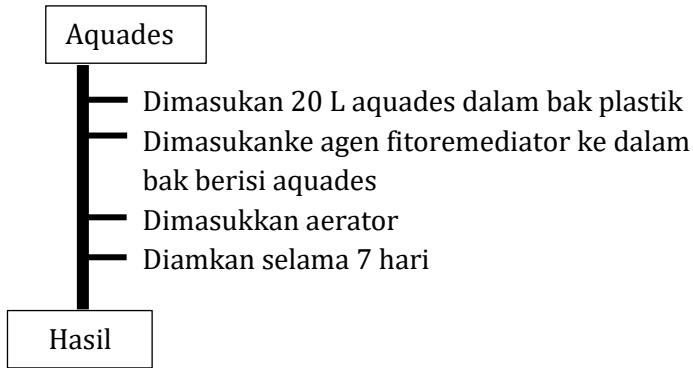 Aquades
Dimasukan 20 L aquades dalam bak plastik
Dimasukanke agen fitoremediator ke dalam
bak berisi aquades
Dimasukkan aerator
Diamkan selama 7 hari
Hasil